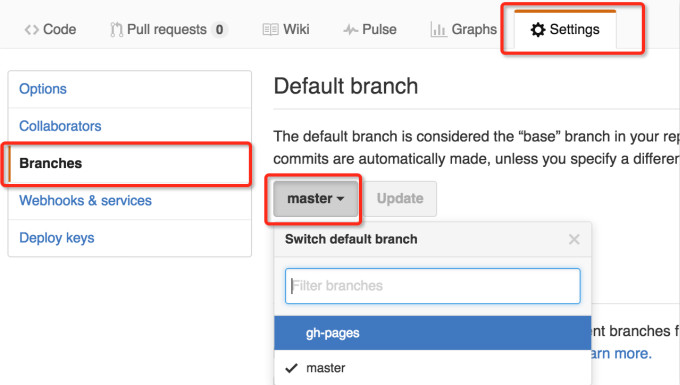 Code Pull requests 0 Wiki Pulse Graphs Settings
Options
Collaborators
Branches
Webhooks & services
Deploy keys
Default branch
The default branch is considered the “base” branch in your rep
commits are automatically made, unless you specify a differen
master Update
Switch default branch
Filter branches
gh-pages
master
ent branches f
arn more.